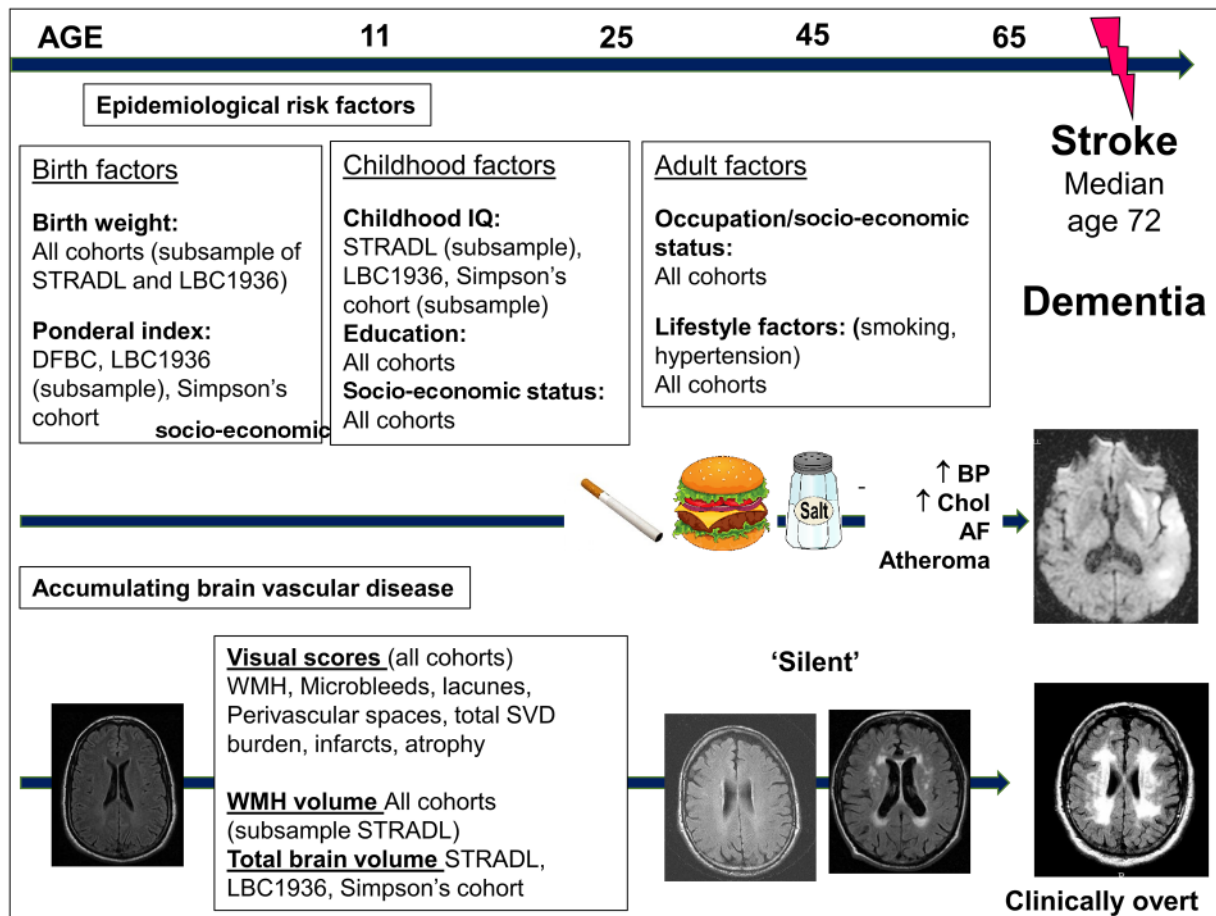 AGE 11 25 45 65
Epidemiological risk factors
Birth factors
Birth weight:
All cohorts (subsample of
STRADL and LBC1936)
Ponderal index:
DFBC, LBC1936
(subsample), Simpson's
cohort
socio-economic
Childhood factors
Childhood IQ:
STRADL (subsample),
LBC1936, Simpson's
cohort (subsample)
Education:
All cohorts
Socio-economic status:
All cohorts
Adult factors
Occupation/socio-economic
status:
All cohorts
Lifestyle factors: (smoking,
hypertension)
All cohorts
Stroke
Median
age 72
Dementia
Salt
-
↑ BP
↑ Chol
AF
Atheroma
Accumulating brain vascular disease
Visual scores (all cohorts)
WMH, Microbleeds, lacunes,
Perivascular spaces, total SVD
burden, infarcts, atrophy
WMH volume All cohorts
(subsample STRADL)
Total brain volume STRADL,
LBC1936, Simpson's cohort
'Silent'
Clinically overt